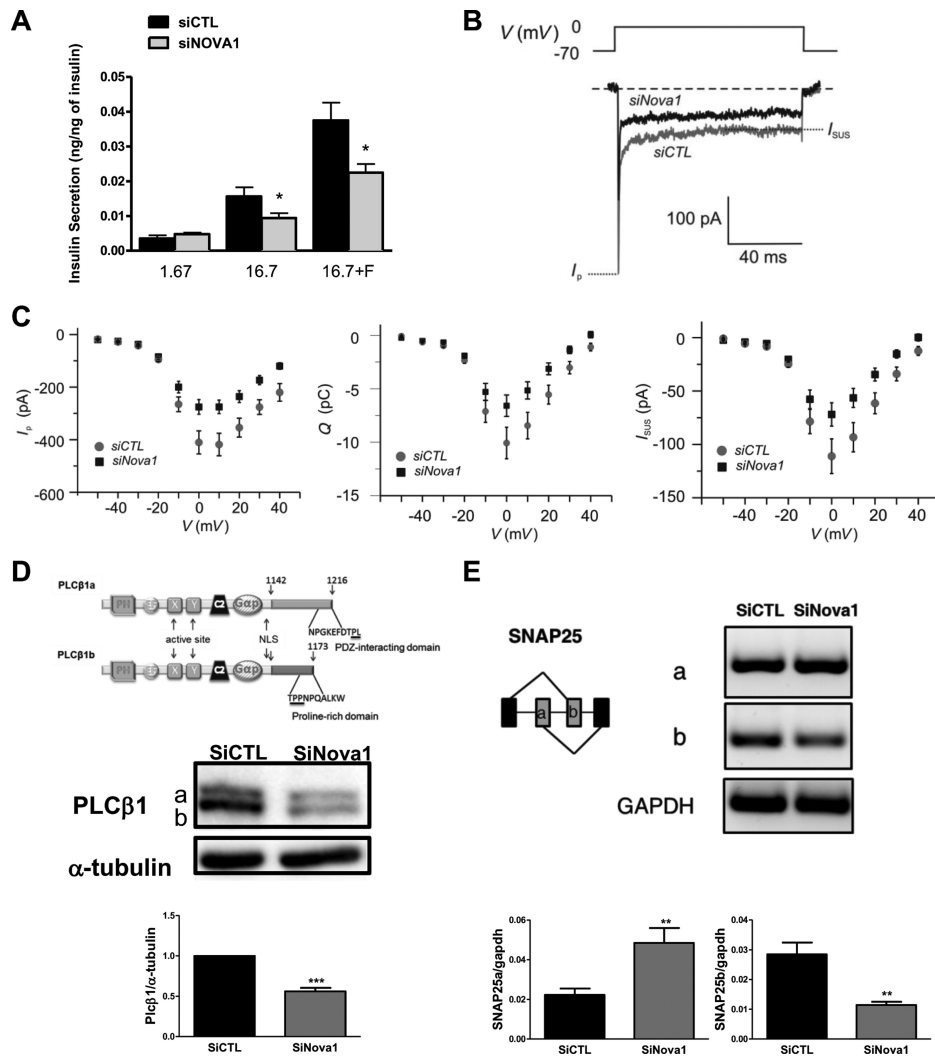 A
siCTL
siNOVA1
Insulin Secretion (ng/ng of insulin)
0.05
0.04
0.03
0.02
0.01
0.00
*
*
1.67
16.7
16.7+F
B
V (mV)
0
-70
siNova1
siCTL
I_SUS
I_p
100 pA
40 ms
C
I_p (pA)
0
-200
-400
-600
siCTL
siNova1
-40 -20 0 20 40
V (mV)
Q (pC)
0
-5
-10
-15
siCTL
siNova1
-40 -20 0 20 40
V (mV)
I_SUS (pA)
0
-50
-100
-150
siCTL
siNova1
-40 -20 0 20 40
V (mV)
D
PLCβ1a
1142
1216
PH
X
Y
C2
Gαp
NPGKEFDTPL
active site
NLS
PDZ-interacting domain
PLCβ1b
1173
PH
X
Y
C2
Gαp
TPPNPQALKW
Proline-rich domain
SiCTL SiNova1
PLCβ1
a
b
α-tubulin
Plcβ1/α-tubulin
1.5
1.0
0.5
0.0
***
SiCTL
SiNova1
E
SNAP25
a
b
SiCTL SiNova1
a
b
GAPDH
SNAP25a/gapdh
0.06
0.04
0.02
0.00
**
SiCTL
SiNova1
SNAP25b/gapdh
0.04
0.03
0.02
0.01
0.00
**
SiCTL
SiNova1